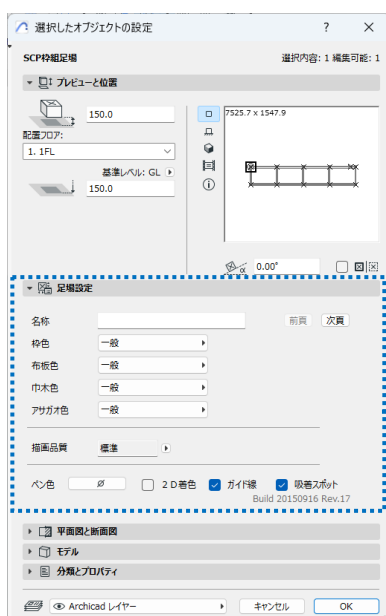 選択したオブジェクトの設定 ? ×
SCP枠組足場 選択内容: 1 編集可能: 1
プレビューと位置
150.0
7525.7 x 1547.9
配置フロア:
1. 1FL
基準レベル: GL
150.0
α 0.00°
足場設定
名称 前頁 次頁
枠色 一般
布板色 一般
巾木色 一般
アサガオ色 一般
描画品質 標準
ペン色 ø 2D着色 ガイド線 吸着スポット
Build 20150916 Rev.17
平面図と断面図
モデル
分類とプロパティ
Archicad レイヤー キャンセル OK